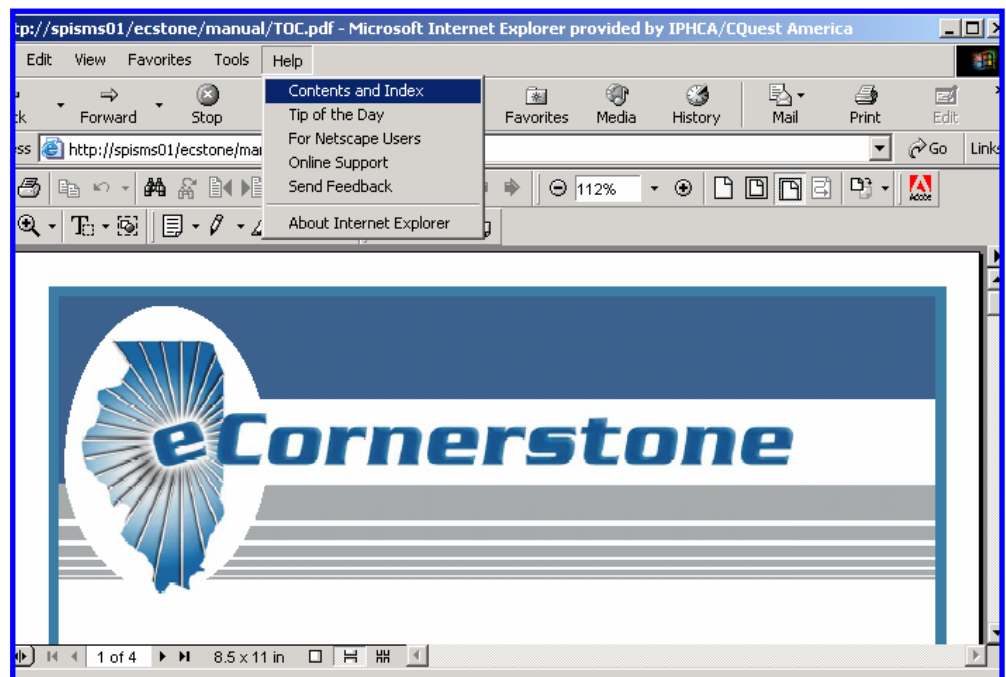 tp://spisms01/ecstone/manual/TOC.pdf - Microsoft Internet Explorer provided by IPHCA/CQuest America
Edit View Favorites Tools Help
Contents and Index
Tip of the Day
For Netscape Users
Online Support
Send Feedback
About Internet Explorer
k Forward Stop Favorites Media History Mail Print Edit
ss http://spisms01/ecstone/ma Go Links
112% Adobe
eCornerstone
1 of 4 8.5 x 11 in